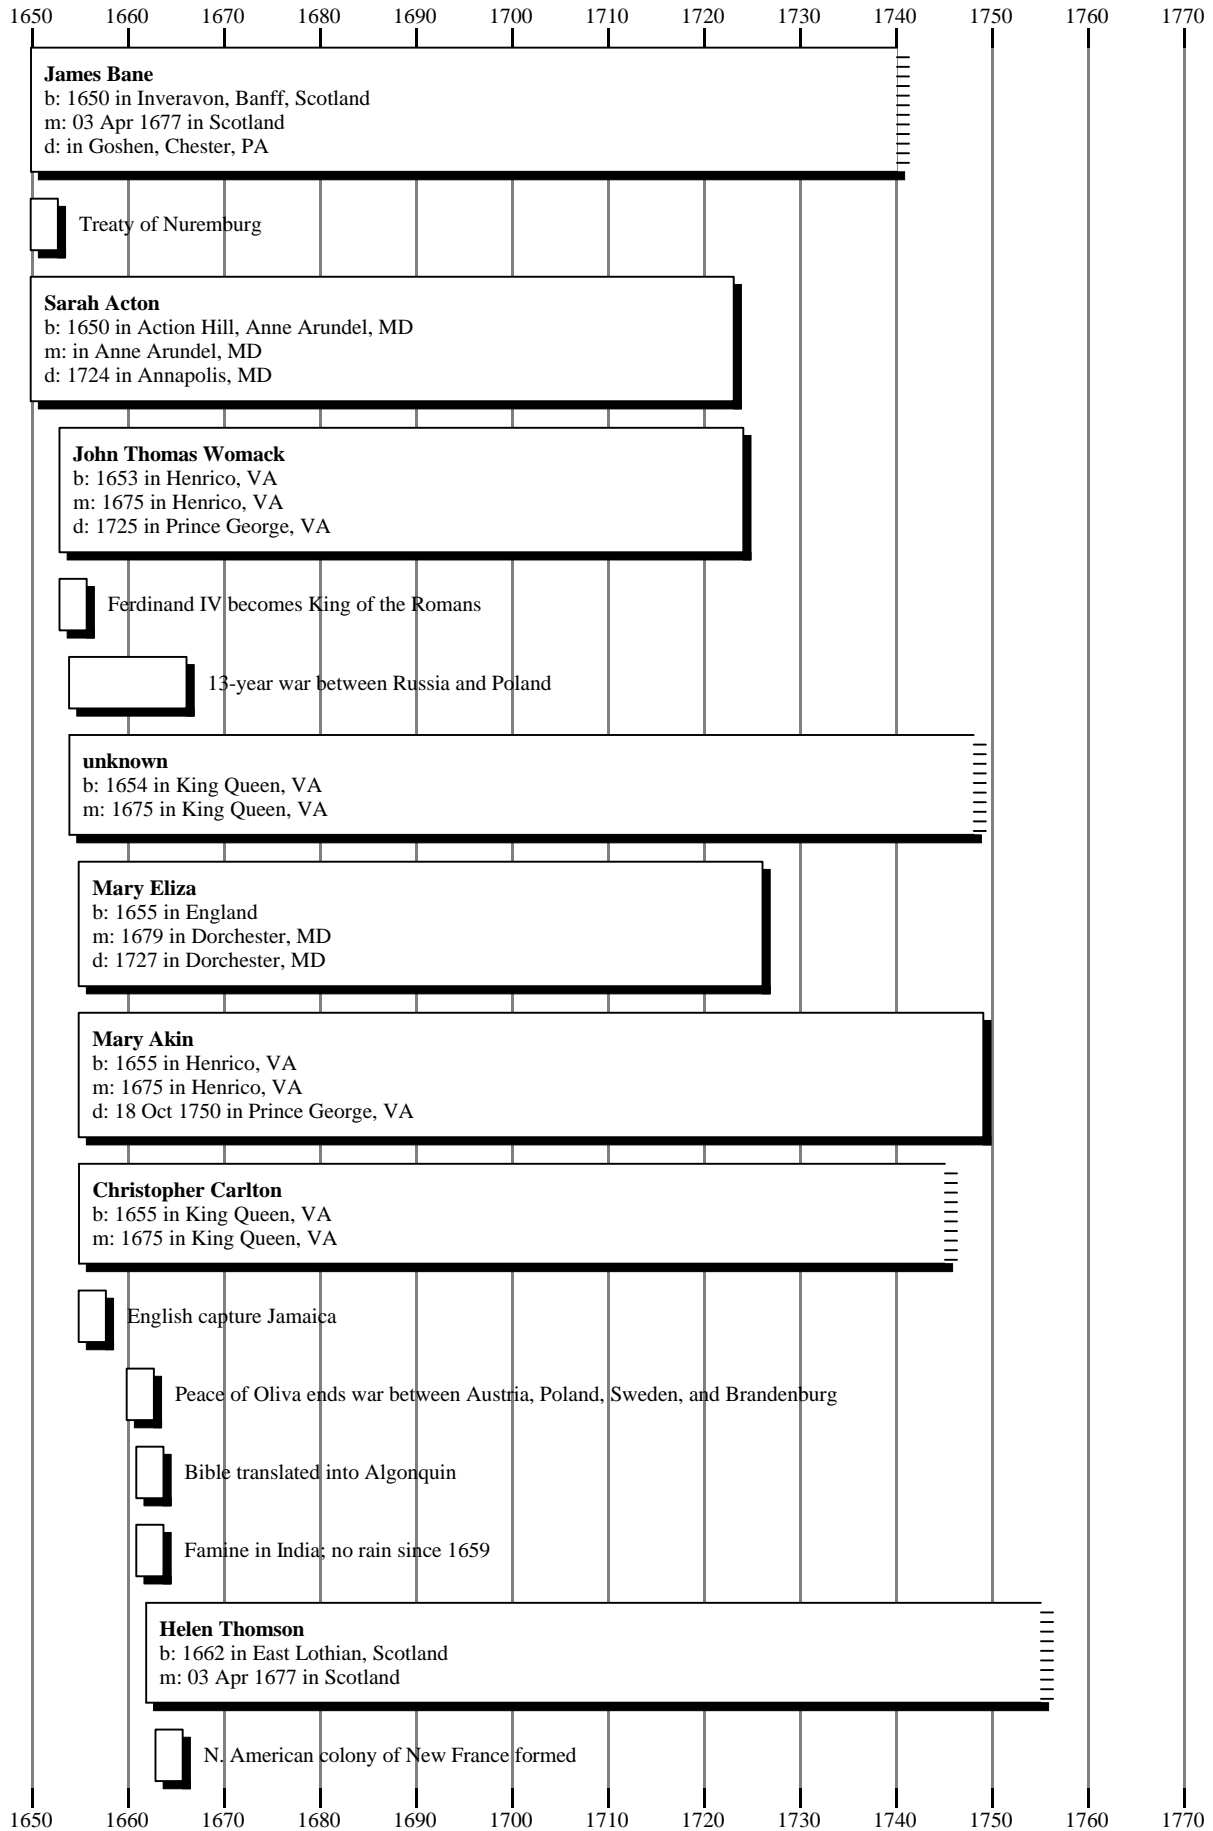 1650 1660 1670 1680 1690 1700 1710 1720 1730 1740 1750 1760 1770
James Bane
b: 1650 in Inveravon, Banff, Scotland
m: 03 Apr 1677 in Scotland
d: in Goshen, Chester, PA
Treaty of Nuremburg
Sarah Acton
b: 1650 in Action Hill, Anne Arundel, MD
m: in Anne Arundel, MD
d: 1724 in Annapolis, MD
John Thomas Womack
b: 1653 in Henrico, VA
m: 1675 in Henrico, VA
d: 1725 in Prince George, VA
Ferdinand IV becomes King of the Romans
13-year war between Russia and Poland
unknown
b: 1654 in King Queen, VA
m: 1675 in King Queen, VA
Mary Eliza
b: 1655 in England
m: 1679 in Dorchester, MD
d: 1727 in Dorchester, MD
Mary Akin
b: 1655 in Henrico, VA
m: 1675 in Henrico, VA
d: 18 Oct 1750 in Prince George, VA
Christopher Carlton
b: 1655 in King Queen, VA
m: 1675 in King Queen, VA
English capture Jamaica
Peace of Oliva ends war between Austria, Poland, Sweden, and Brandenburg
Bible translated into Algonquin
Famine in India; no rain since 1659
Helen Thomson
b: 1662 in East Lothian, Scotland
m: 03 Apr 1677 in Scotland
N. American colony of New France formed
1650 1660 1670 1680 1690 1700 1710 1720 1730 1740 1750 1760 1770